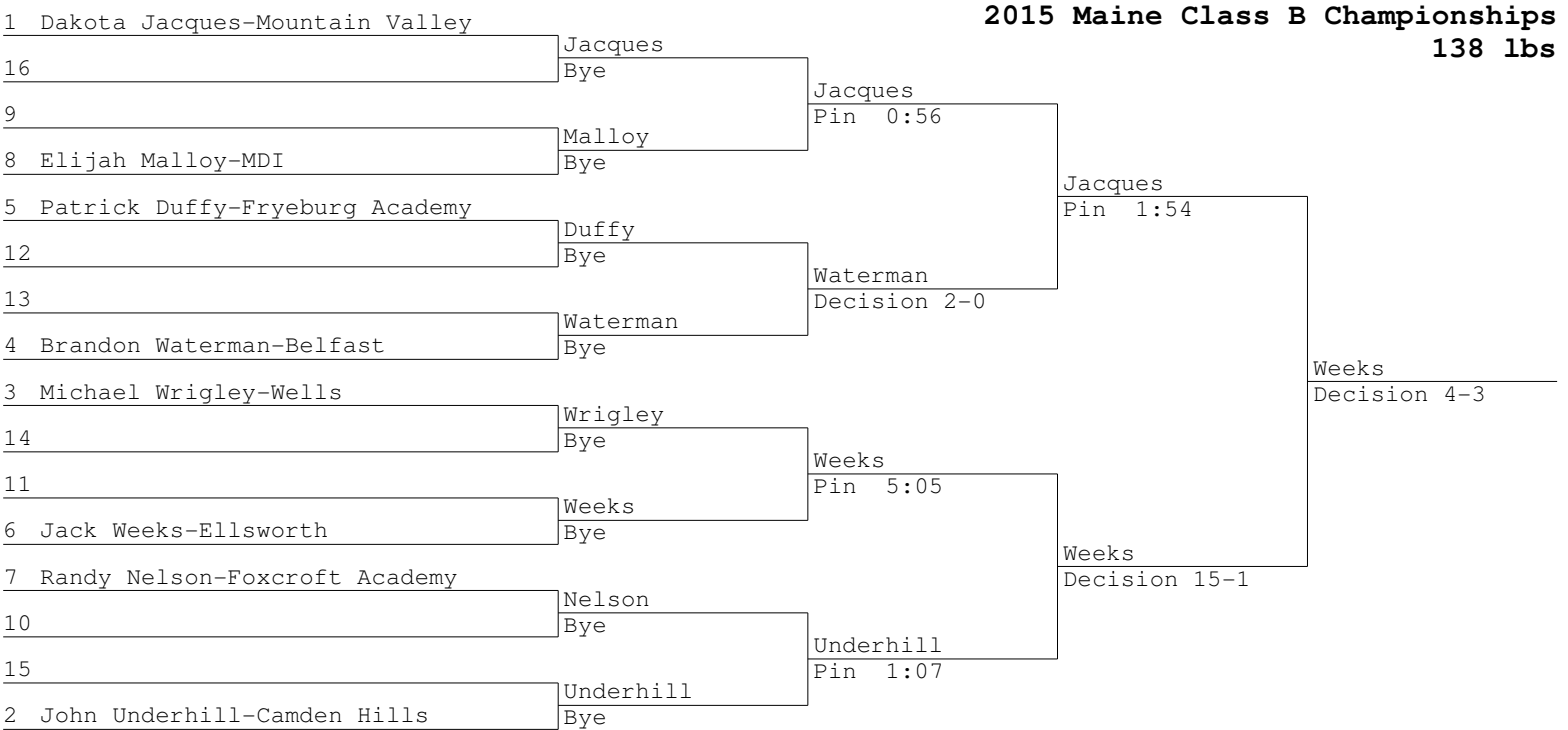 2015 Maine Class B Championships
138 lbs
1 Dakota Jacques-Mountain Valley
16
9
8 Elijah Malloy-MDI
5 Patrick Duffy-Fryeburg Academy
12
13
4 Brandon Waterman-Belfast
3 Michael Wrigley-Wells
14
11
6 Jack Weeks-Ellsworth
7 Randy Nelson-Foxcroft Academy
10
15
2 John Underhill-Camden Hills
Jacques
Bye
Malloy
Bye
Duffy
Bye
Waterman
Bye
Wrigley
Bye
Weeks
Bye
Nelson
Bye
Underhill
Bye
Jacques
Pin 0:56
Waterman
Decision 2-0
Weeks
Pin 5:05
Underhill
Pin 1:07
Jacques
Pin 1:54
Weeks
Decision 15-1
Weeks
Decision 4-3